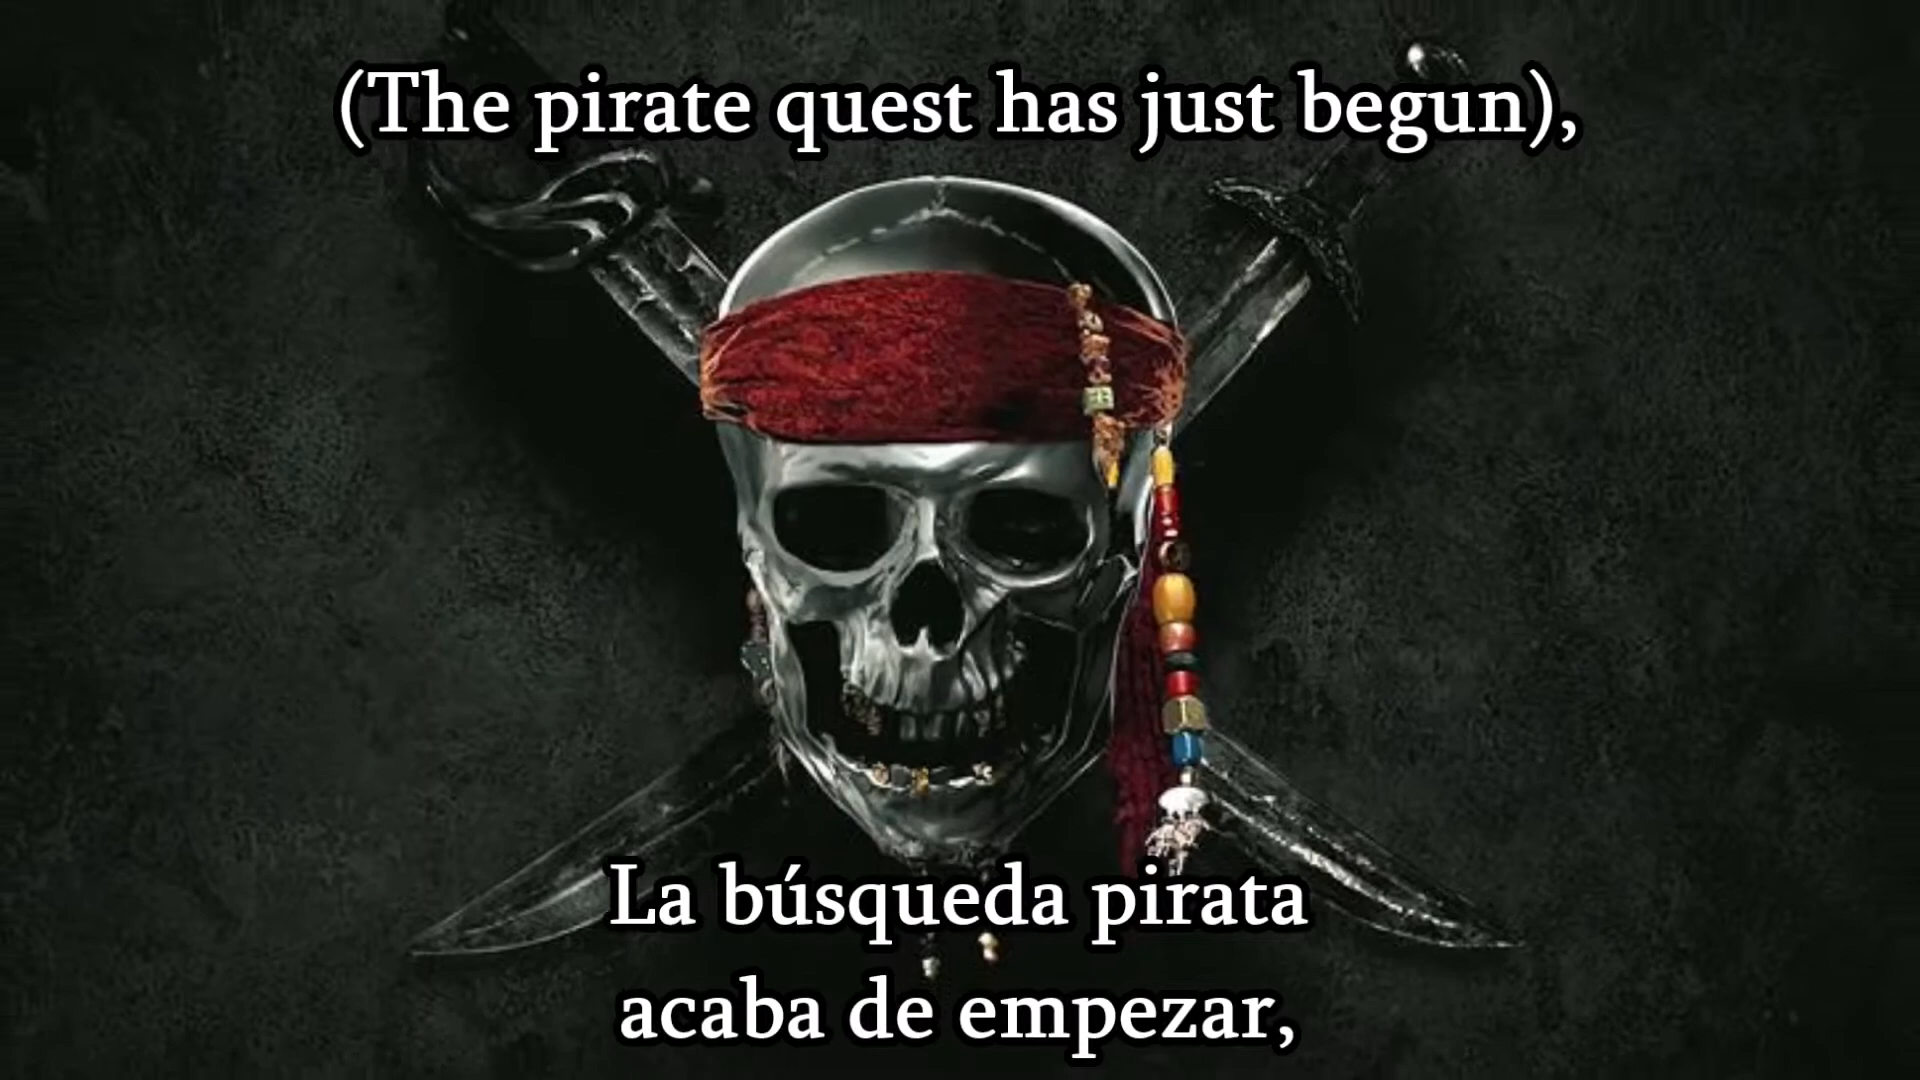 (The pirate quest has just begun),
La búsqueda pirata
acaba de empezar,